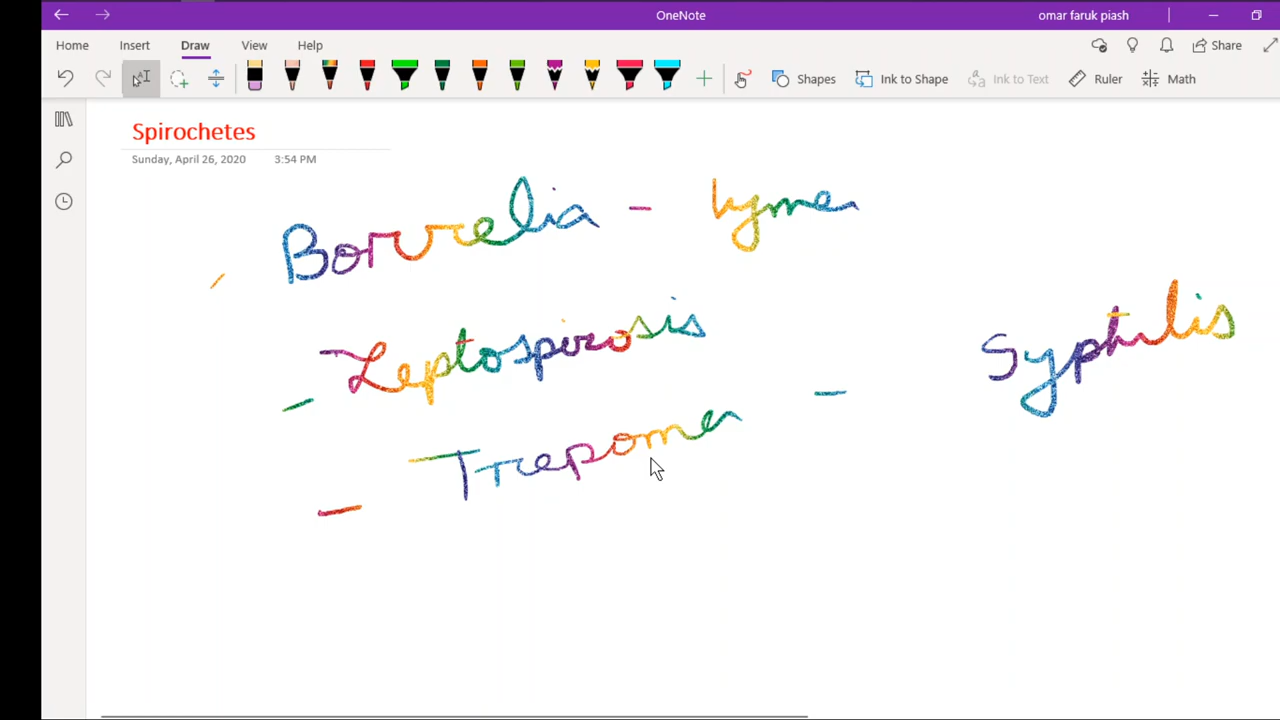 OneNote
omar faruk piash
Home Insert Draw View Help
Share
Shapes Ink to Shape Ink to Text Ruler Math
Spirochetes
Sunday, April 26, 2020 3:54 PM
- Borrelia - Lyme
- Leptospirosis
- Trepoma - Syphilis